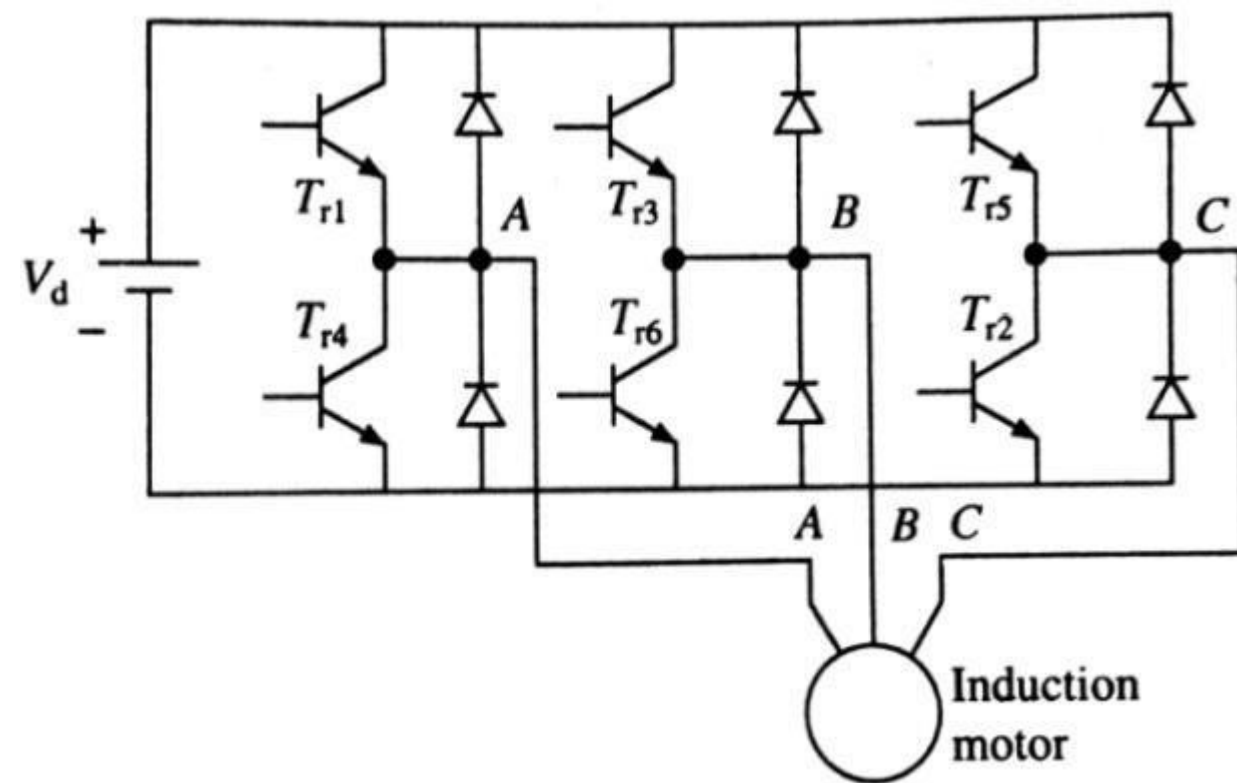 T_r1
A
T_r3
B
T_r5
C
+
V_d
−
T_r4
T_r6
T_r2
A B C
Induction
motor